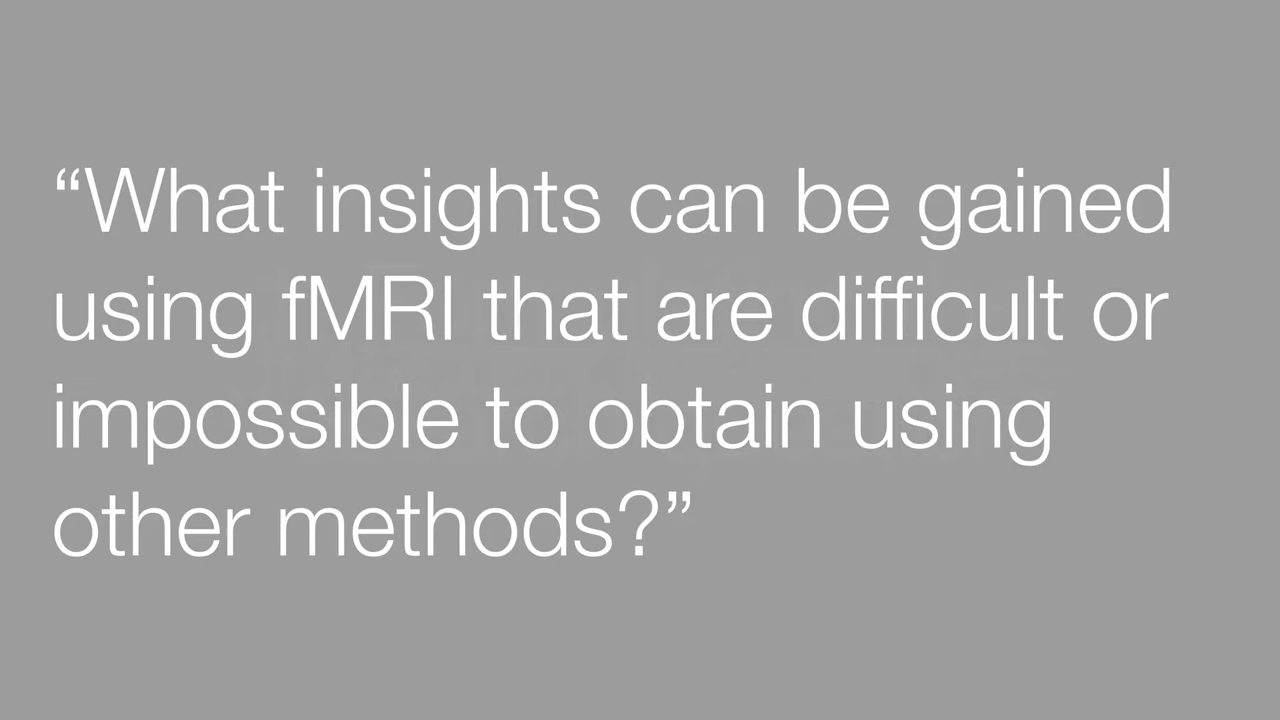 “What insights can be gained
using fMRI that are difficult or
impossible to obtain using
other methods?”